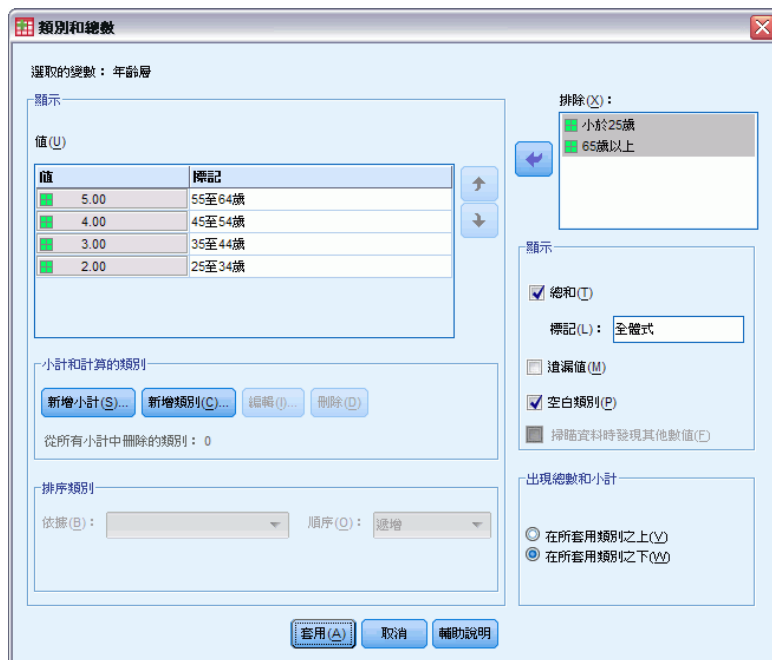 類別和總數
選取的變數： 年齡層
顯示
值(U)
值 標記
5.00 55至64歲
4.00 45至54歲
3.00 35至44歲
2.00 25至34歲
小計和計算的類別
新增小計(S)... 新增類別(C)... 編輯(I)... 刪除(D)
從所有小計中刪除的類別： 0
排序類別
依據(B)： 順序(O)： 遞增
排除(X)：
小於25歲
65歲以上
顯示
總和(T)
標記(L)： 全體式
遺漏值(M)
空白類別(P)
掃瞄資料時發現其他數值(F)
出現總數和小計
在所套用類別之上(V)
在所套用類別之下(W)
套用(A) 取消 輔助說明